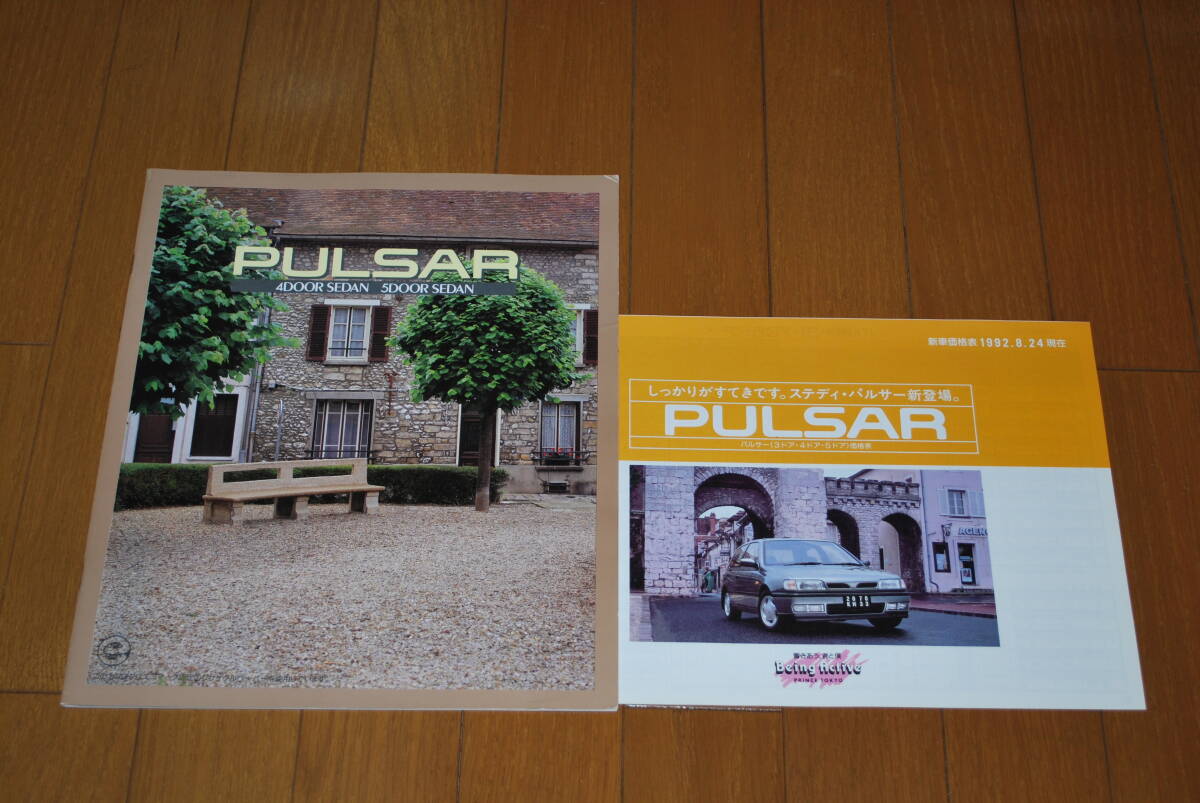 PULSAR
4DOOR SEDAN 5DOOR SEDAN
新車価格表 1992.8.24 現在
しっかりがすてきです。ステディ・パルサー新登場。
PULSAR
パルサー(3ドア・4ドア・5ドア)価格表
AGENC
Being Active
PRINCE TOKYO